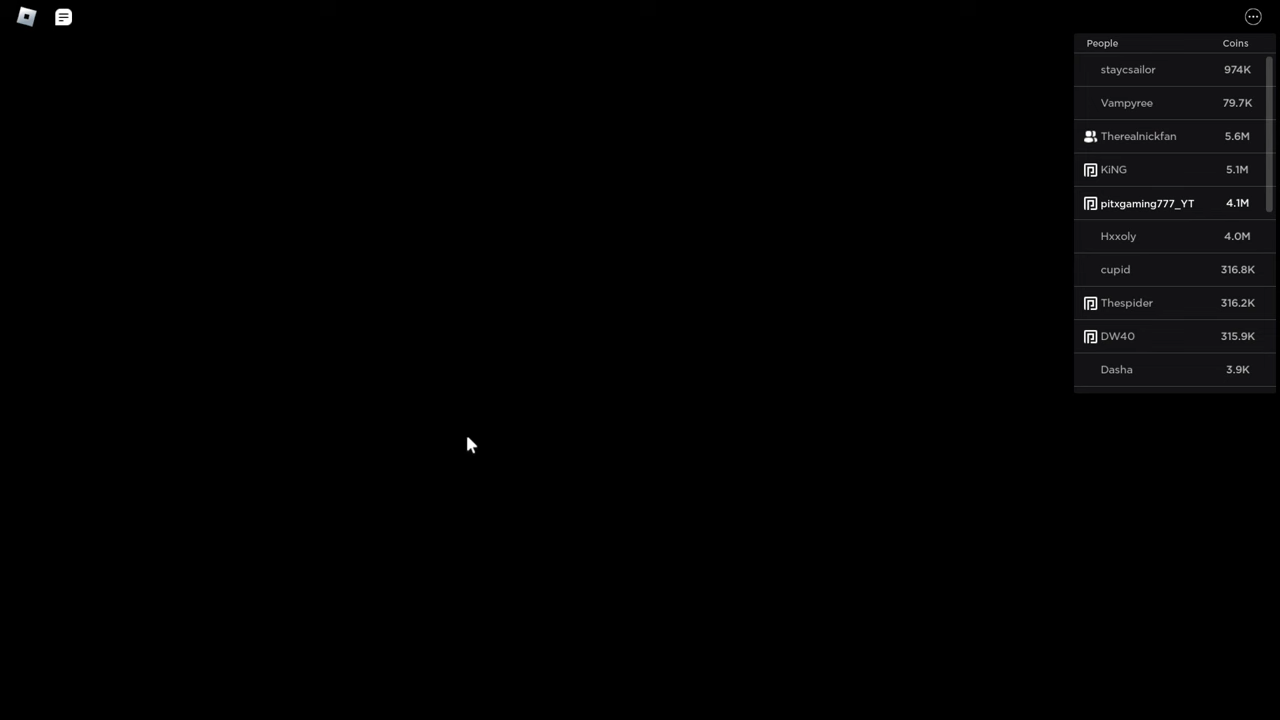 People Coins
staycsailor 974K
Vampyree 79.7K
Therealnickfan 5.6M
KiNG 5.1M
pitxgaming777_YT 4.1M
Hxxoly 4.0M
cupid 316.8K
Thespider 316.2K
DW40 315.9K
Dasha 3.9K